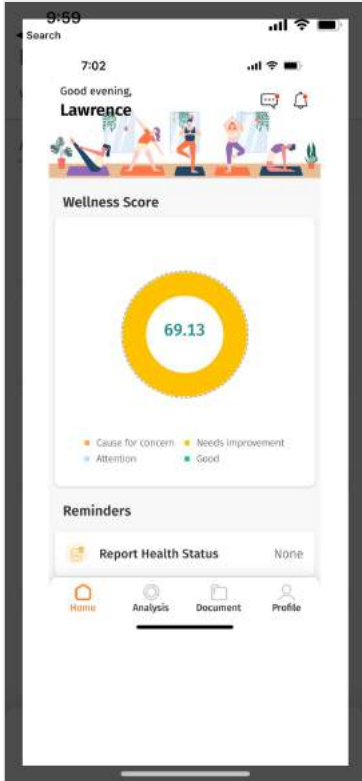 9:59
Search
7:02
Good evening,
Lawrence
Wellness Score
69.13
Cause for concern Needs improvement
Attention Good
Reminders
Report Health Status None
Home Analysis Document Profile